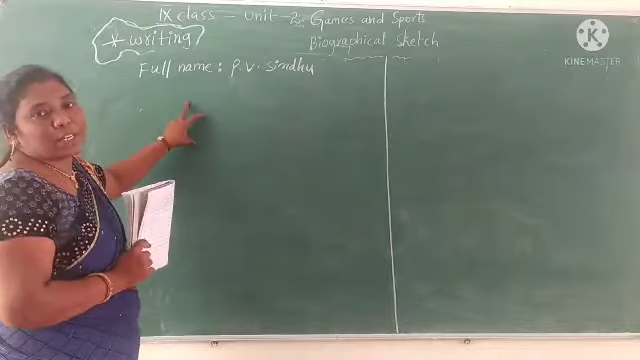 IX class - Unit-2: Games and Sports
* writing
Biographical Sketch
Full name : P.V. Sindhu
K
KINEMASTER